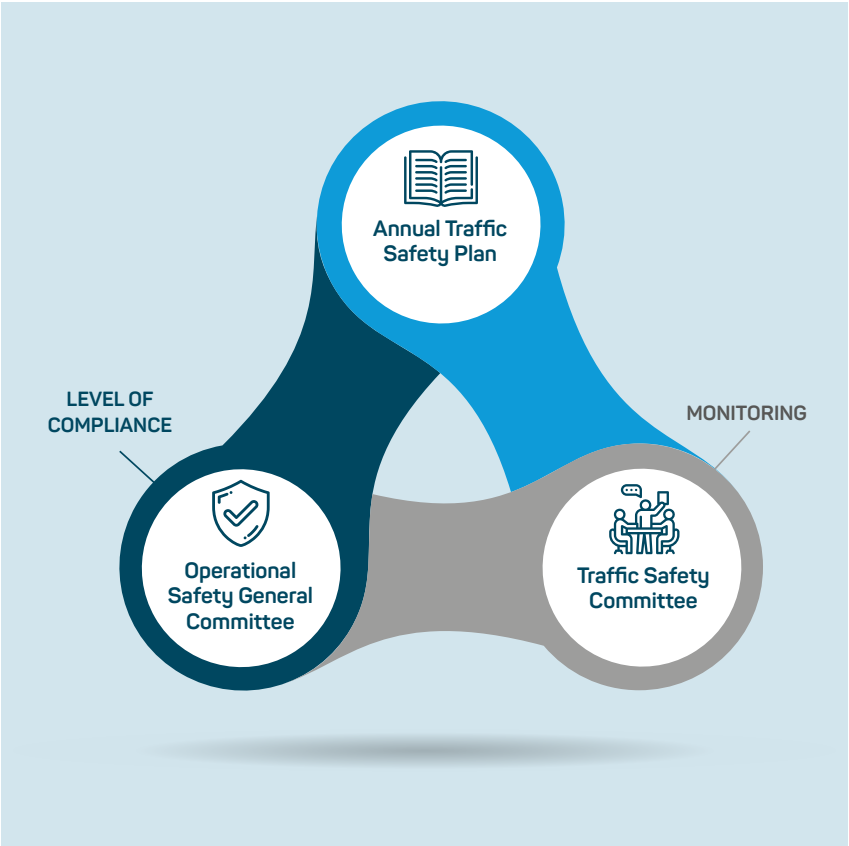 Annual Traffic
Safety Plan
LEVEL OF
COMPLIANCE
MONITORING
Operational
Safety General
Committee
Traffic Safety
Committee